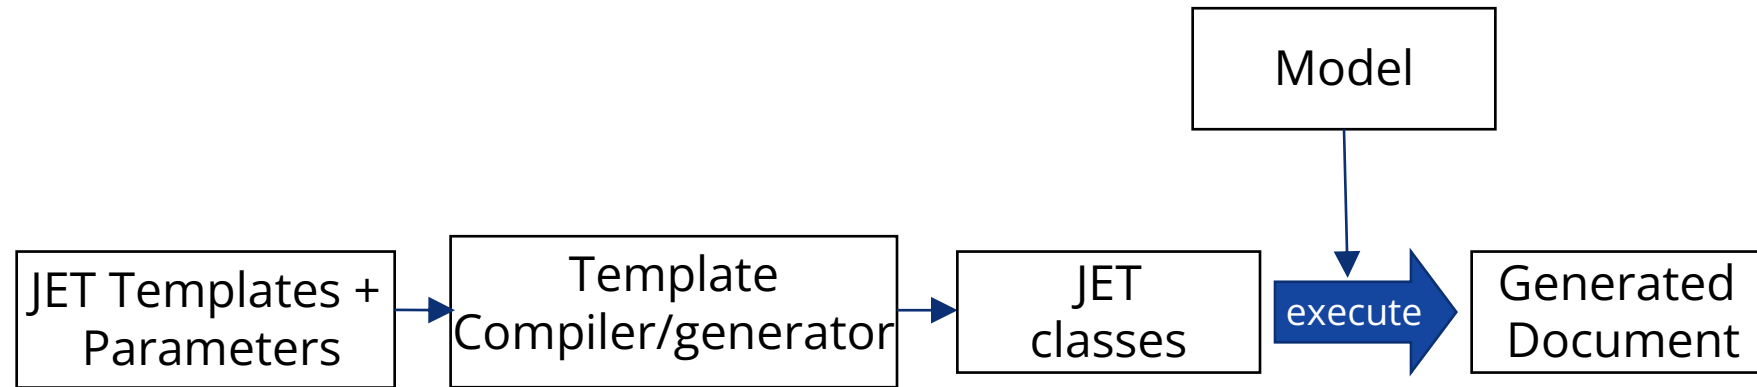 Model
JET Templates +
Parameters
Template
Compiler/generator
JET
classes
execute
Generated
Document